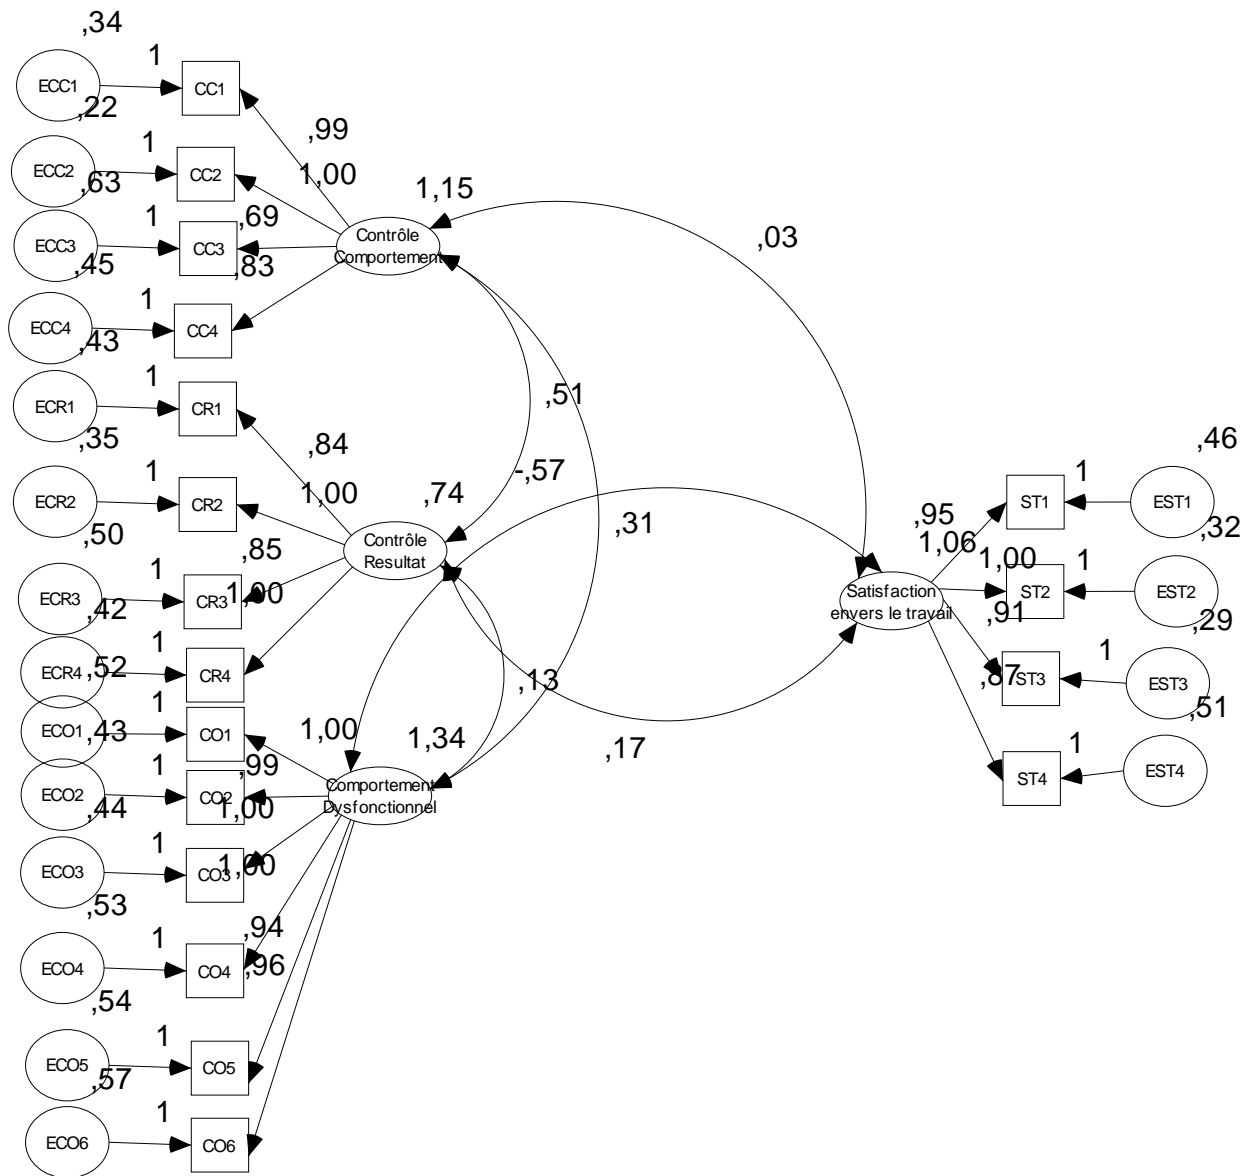 ,34
1
ECC1
CC1
,22
,99
1
ECC2
CC2
1,00
,63
1,15
1
,69
ECC3
CC3
Contrôle
Comportement
,03
,45
,83
1
ECC4
CC4
,43
1
ECR1
CR1
,51
,35
,84
,46
1
-,57
ECR2
CR2
1,00
,74
1
ST1
EST1
,50
,31
,95
,32
Contrôle
Resultat
,85
1,06
1
1,00
1
ECR3
CR3
1,00
Satisfaction
envers le travail
ST2
EST2
,42
,91
,29
1
1
ECR4
CR4
,52
,13
,87
ST3
EST3
1
,51
ECO1
CO1
,43
1,00
1,34
,17
1
,99
1
ECO2
CO2
Comportement
Dysfonctionnel
ST4
EST4
,44
1,00
1
ECO3
CO3
1,00
,53
,94
1
ECO4
CO4
,96
,54
1
ECO5
CO5
,57
1
ECO6
CO6